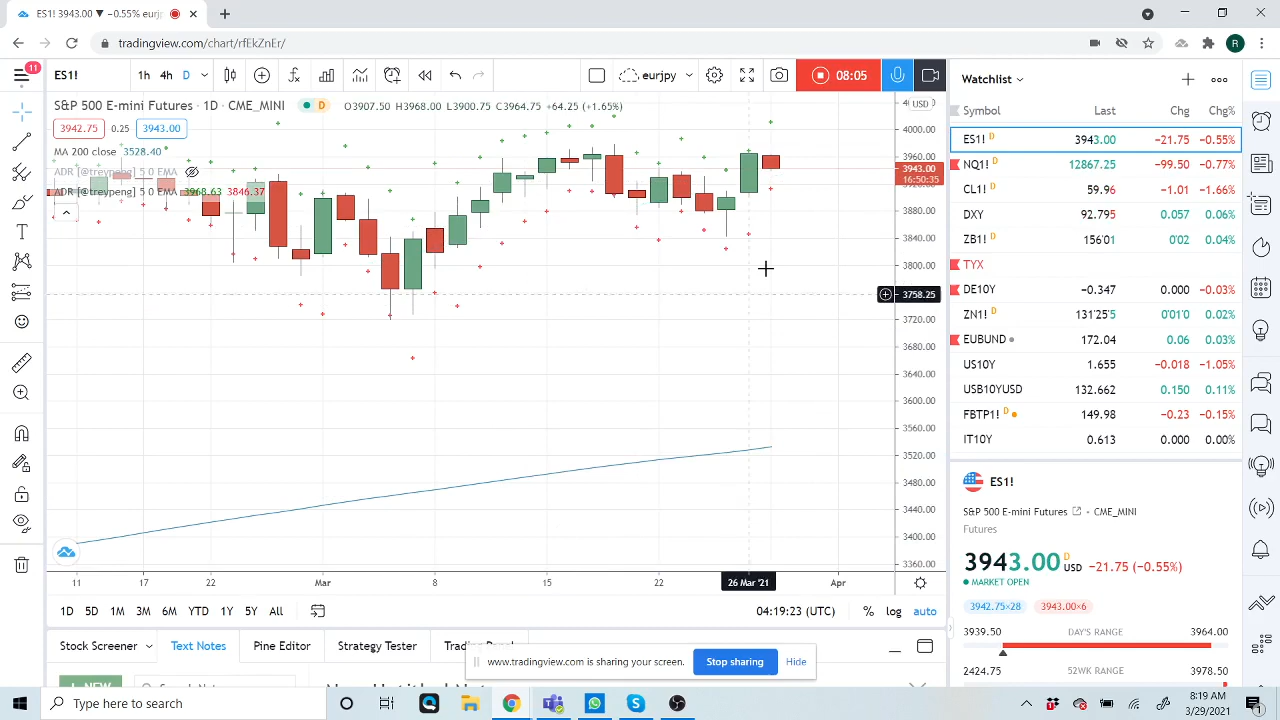 ES1! 3943.00 ▼ −0.55% eurjp
tradingview.com/chart/rfEkZnEr/
R
11
ES1!
1h 4h D
eurjpy
08:05
S&P 500 E-mini Futures · 1D · CME_MINI
D
O3907.50 H3968.00 L3900.75 C3964.75 +64.25 (+1.65%)
USD
3942.75 0.25 3943.00
MA 200 close 3528.40
ADR [@treypeng] 5 0 EMA
ADR [@treypeng] 5 0 EMA 3963.63 3846.37
4000.00
3960.00
3943.00
16:50:35
3880.00
3840.00
3800.00
3758.25
3720.00
3680.00
3640.00
3600.00
3560.00
3520.00
3480.00
3440.00
3400.00
3360.00
11 17 22 Mar 8 15 22 26 Mar '21 Apr
1D 5D 1M 3M 6M YTD 1Y 5Y All
04:19:23 (UTC) % log auto
Stock Screener Text Notes Pine Editor Strategy Tester
www.tradingview.com is sharing your screen. Stop sharing Hide
Watchlist
Symbol Last Chg Chg%
ES1! D 3943.00 −21.75 −0.55%
NQ1! D 12867.25 −99.50 −0.77%
CL1! D 59.96 −1.01 −1.66%
DXY 92.795 0.057 0.06%
ZB1! D 156'01 0'02 0.04%
TYX
DE10Y −0.347 0.000 −0.03%
ZN1! D 131'25'5 0'01'0 0.02%
EUBUND 172.04 0.06 0.03%
US10Y 1.655 −0.018 −1.05%
USB10YUSD 132.662 0.150 0.11%
FBTP1! D 149.98 −0.23 −0.15%
IT10Y 0.613 0.000 0.00%
ES1!
S&P 500 E-mini Futures · CME_MINI
Futures
3943.00 D USD −21.75 (−0.55%)
MARKET OPEN
3942.75×28 3943.00×6
3939.50 DAY'S RANGE 3964.00
2424.75 52WK RANGE 3978.50
Type here to search
8:19 AM
3/29/2021
1